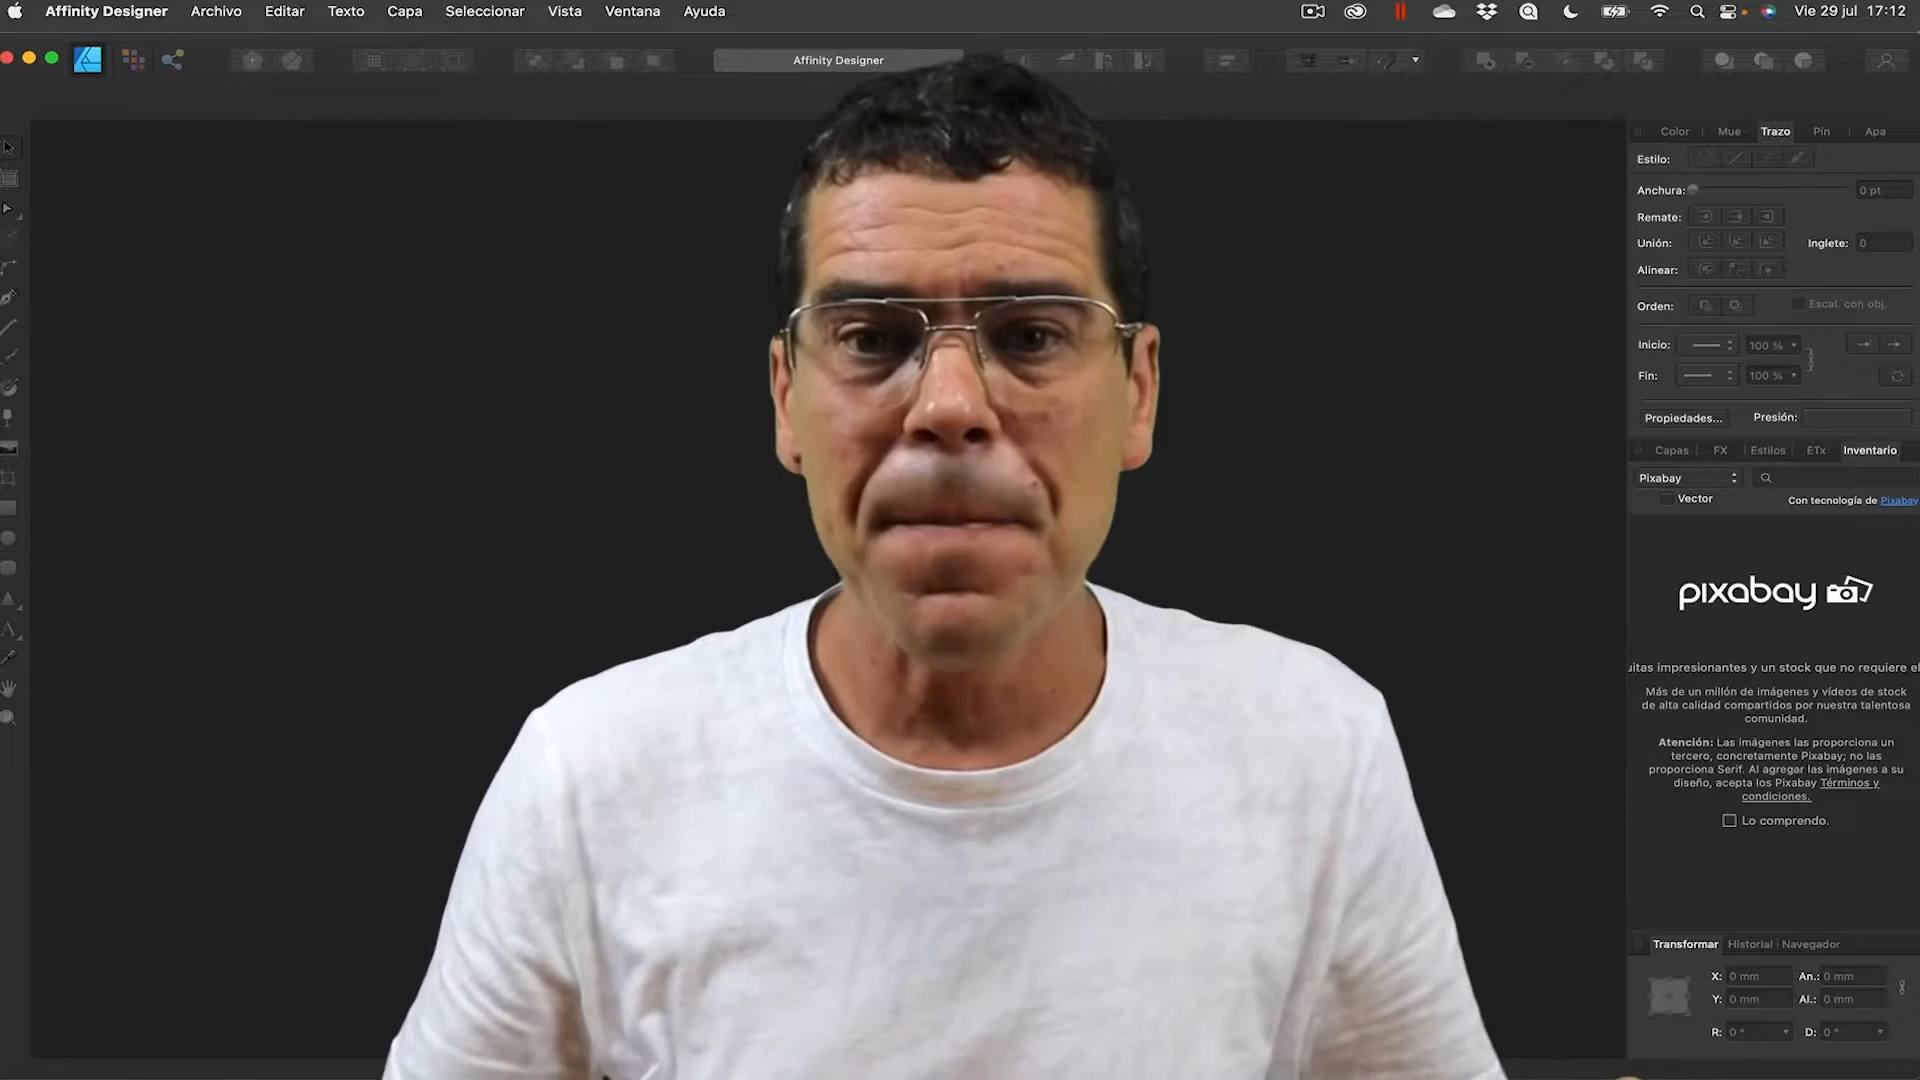 Affinity Designer Archivo Editar Texto Capa Seleccionar Vista Ventana Ayuda Vie 29 jul 17:12
Affinity Designer
Color Mue Trazo Pin Apa
Estilo:
Anchura: 0 pt
Remate:
Unión: Inglete: 0
Alinear:
Orden: Escal. con obj.
Inicio: 100 %
Fin: 100 %
Propiedades... Presión:
Capas FX Estilos ETx Inventario
Pixabay
Vector Con tecnología de Pixabay
pixabay
uitas impresionantes y un stock que no requiere el
Más de un millón de imágenes y vídeos de stock
de alta calidad compartidos por nuestra talentosa
comunidad.
Atención: Las imágenes las proporciona un
tercero, concretamente Pixabay; no las
proporciona Serif. Al agregar las imágenes a su
diseño, acepta los Pixabay Términos y
condiciones.
Lo comprendo.
Transformar Historial Navegador
X: 0 mm An.: 0 mm
Y: 0 mm Al.: 0 mm
R: 0 ° D: 0 °